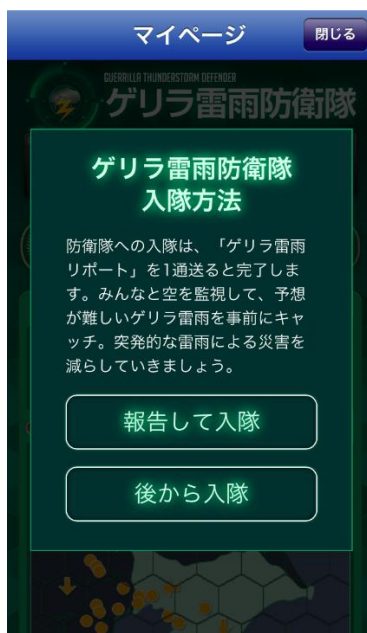 マイページ
閉じる
GUERRILLA THUNDERSTORM DEFENDER
ゲリラ雷雨防衛隊
ゲリラ雷雨防衛隊
入隊方法
防衛隊への入隊は、「ゲリラ雷雨
リポート」を1通送ると完了しま
す。みんなと空を監視して、予想
が難しいゲリラ雷雨を事前にキャ
ッチ。突発的な雷雨による災害を
減らしていきましょう。
報告して入隊
後から入隊